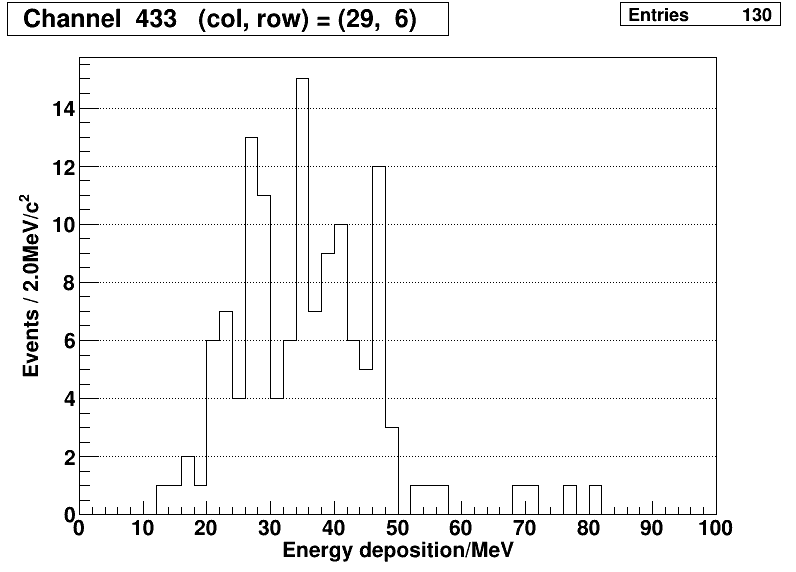 Channel 433 (col, row) = (29, 6)
Entries 130
Events / 2.0MeV/c²
14
12
10
8
6
4
2
0
0 10 20 30 40 50 60 70 80 90 100
Energy deposition/MeV